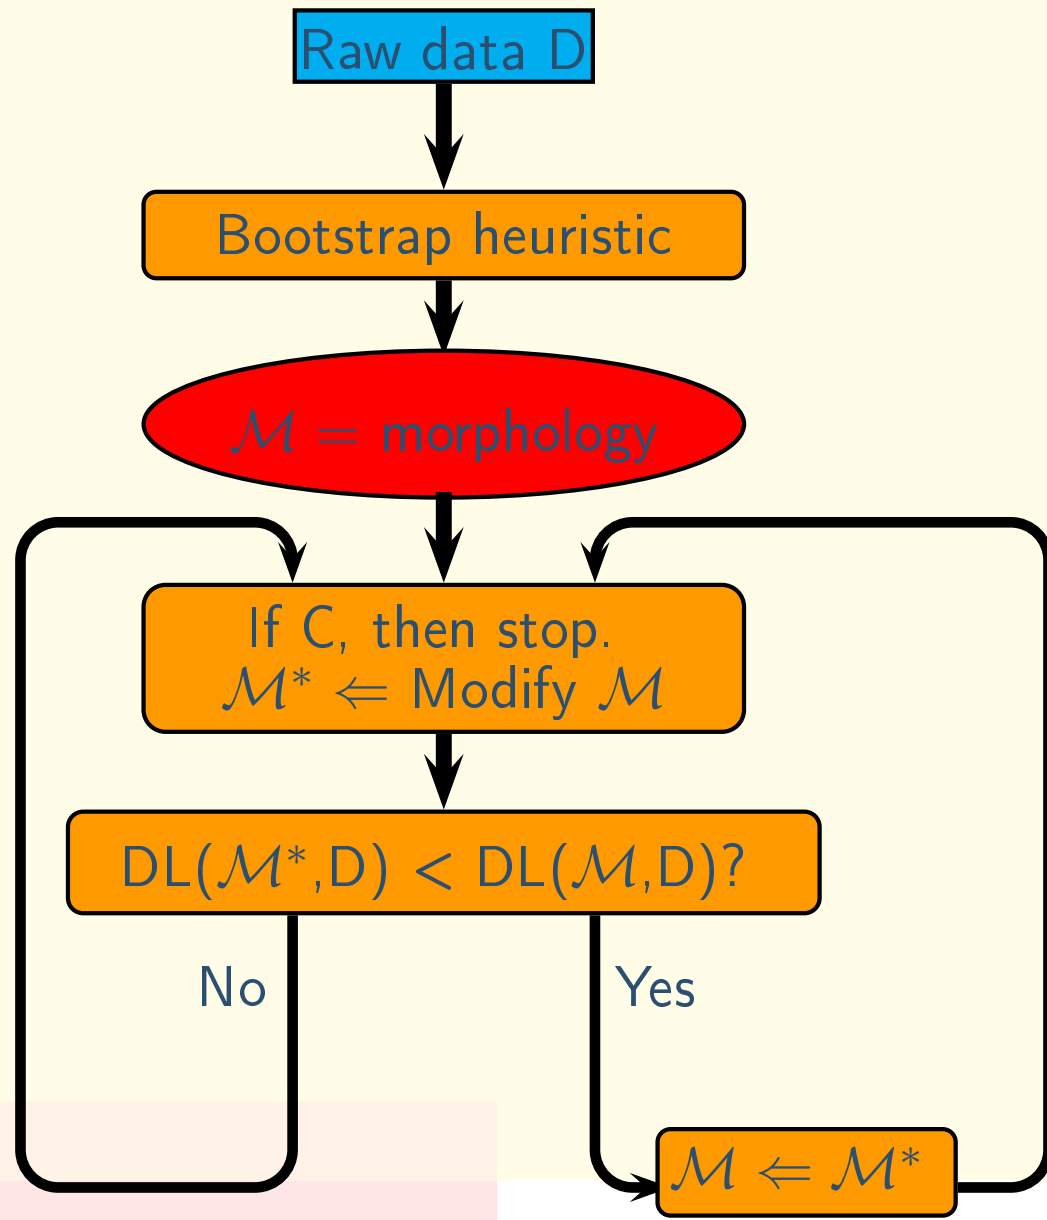 Raw data D
Bootstrap heuristic
ℳ = morphology
If C, then stop.
ℳ* ⇐ Modify ℳ
DL(ℳ*,D) < DL(ℳ,D)?
No
Yes
ℳ ⇐ ℳ*